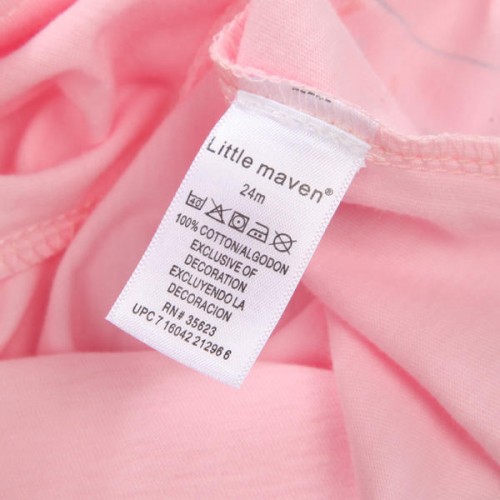 Little maven®
24m
40
100% COTTON/ALGODON
EXCLUSIVE OF
DECORATION
EXCLUYENDO LA
DECORACION
RN# 35623
UPC 7 16042 21296 6